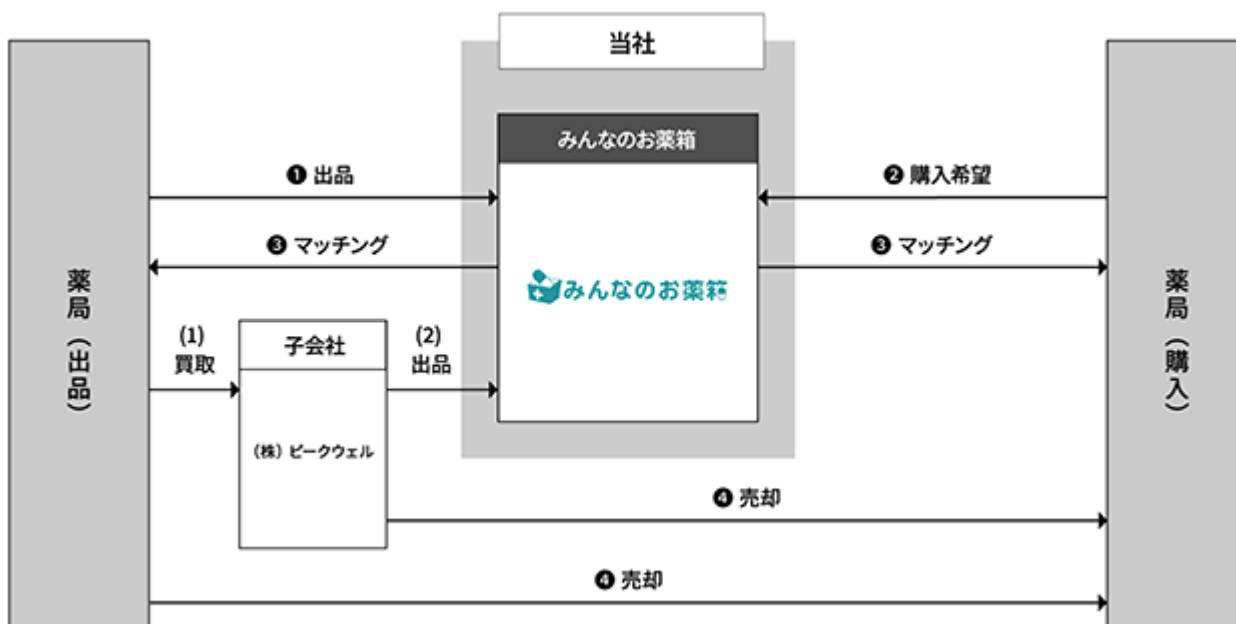 当社
みんなのお薬箱
❶ 出品
❷ 購入希望
❸ マッチング
❸ マッチング
みんなのお薬箱
薬局（出品）
薬局（購入）
(1)
買取
子会社
(2)
出品
（株）ピークウェル
❹ 売却
❹ 売却